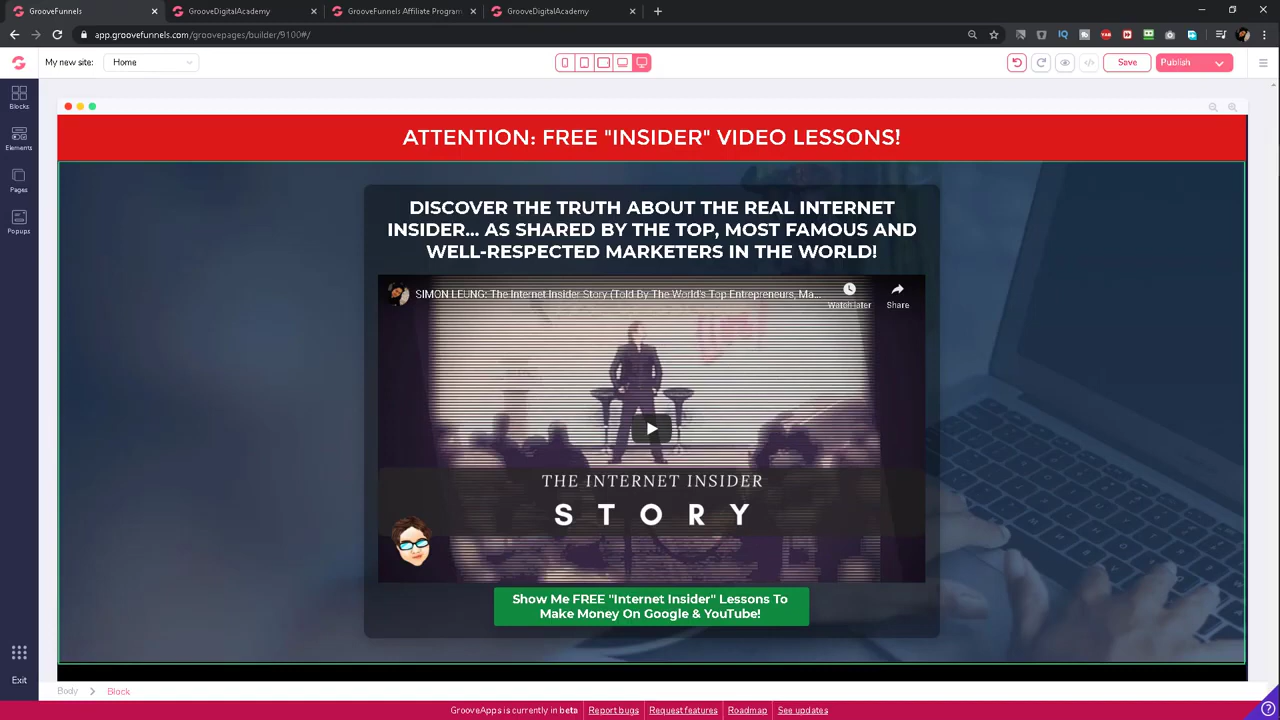 GrooveFunnels
GrooveDigitalAcademy
GrooveFunnels Affiliate Program
GrooveDigitalAcademy
app.groovefunnels.com/groovepages/builder/9100#/
My new site:
Home
Save
Publish
Blocks
Elements
Pages
Popups
Exit
ATTENTION: FREE "INSIDER" VIDEO LESSONS!
DISCOVER THE TRUTH ABOUT THE REAL INTERNET
INSIDER... AS SHARED BY THE TOP, MOST FAMOUS AND
WELL-RESPECTED MARKETERS IN THE WORLD!
SIMON LEUNG: The Internet Insider Story (Told By The World's Top Entrepreneurs, Ma...
Watch later
Share
THE INTERNET INSIDER
STORY
Show Me FREE "Internet Insider" Lessons To
Make Money On Google & YouTube!
Body
Block
GrooveApps is currently in beta
Report bugs
Request features
Roadmap
See updates